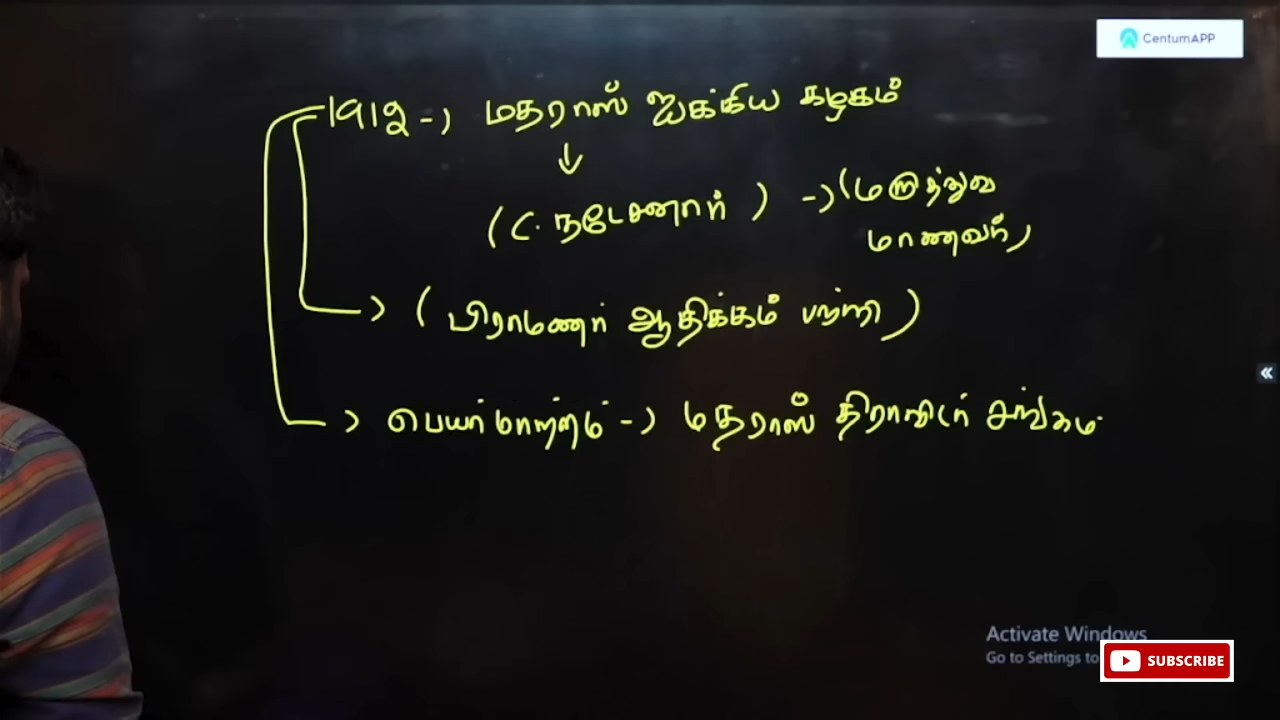 CentumAPP
1912 -> மதராஸ் ஐக்கிய கழகம்
(C. நடேசனார்) -> (மருத்துவ
மாணவர்)
(பிராமணர் ஆதிக்கம் பற்றி)
பெயர்மாற்றம் -> மதராஸ் திராவிடர் சங்கம்
Activate Windows
Go to Settings to
SUBSCRIBE